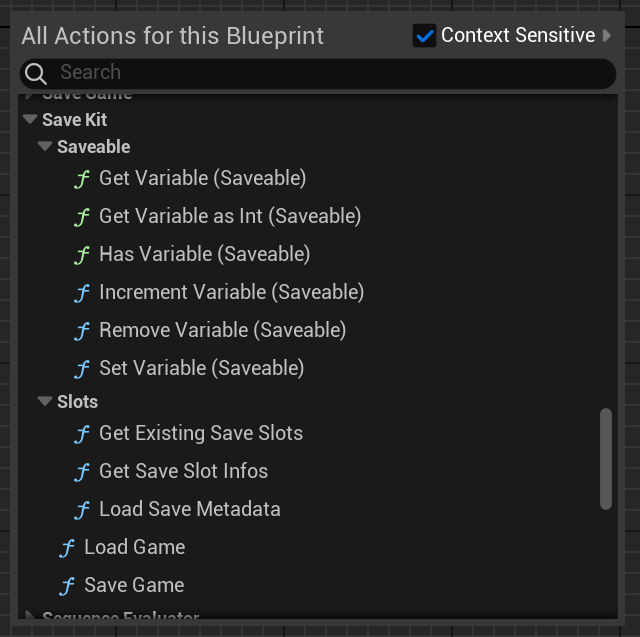 All Actions for this Blueprint
Context Sensitive
Search
Save Game
Save Kit
Saveable
Get Variable (Saveable)
Get Variable as Int (Saveable)
Has Variable (Saveable)
Increment Variable (Saveable)
Remove Variable (Saveable)
Set Variable (Saveable)
Slots
Get Existing Save Slots
Get Save Slot Infos
Load Save Metadata
Load Game
Save Game
Sequence Evaluator